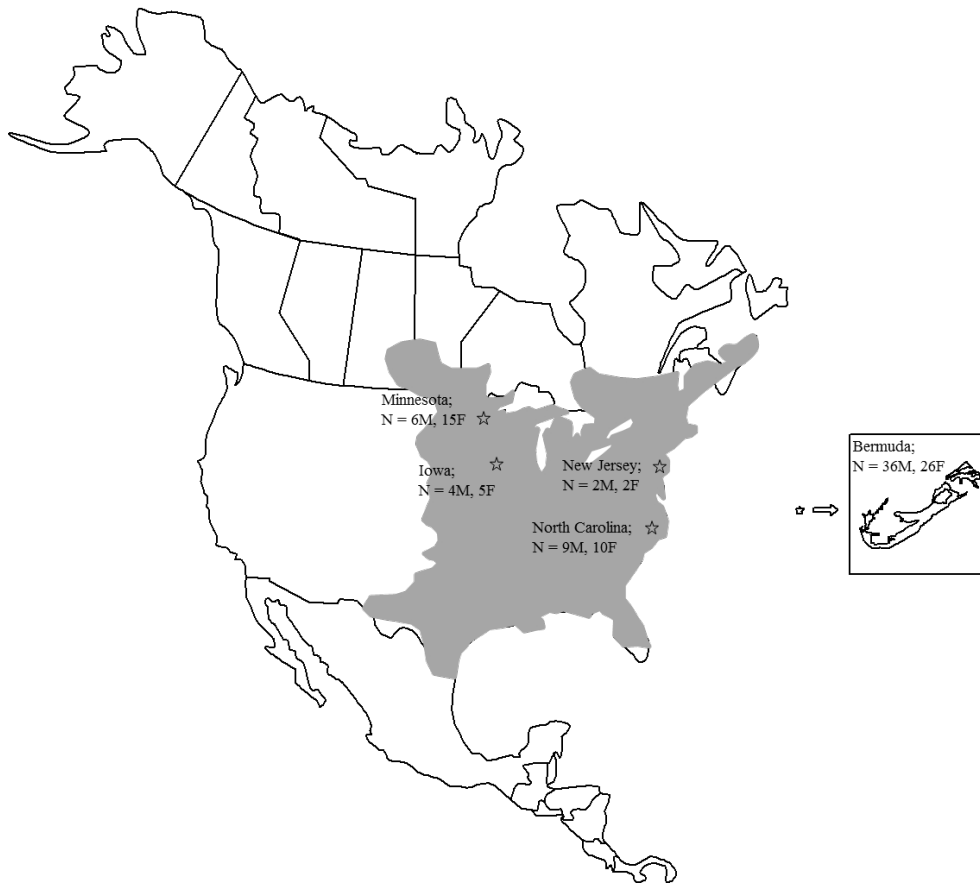 Minnesota;
N = 6M, 15F
Iowa;
N = 4M, 5F
New Jersey;
N = 2M, 2F
North Carolina;
N = 9M, 10F
Bermuda;
N = 36M, 26F